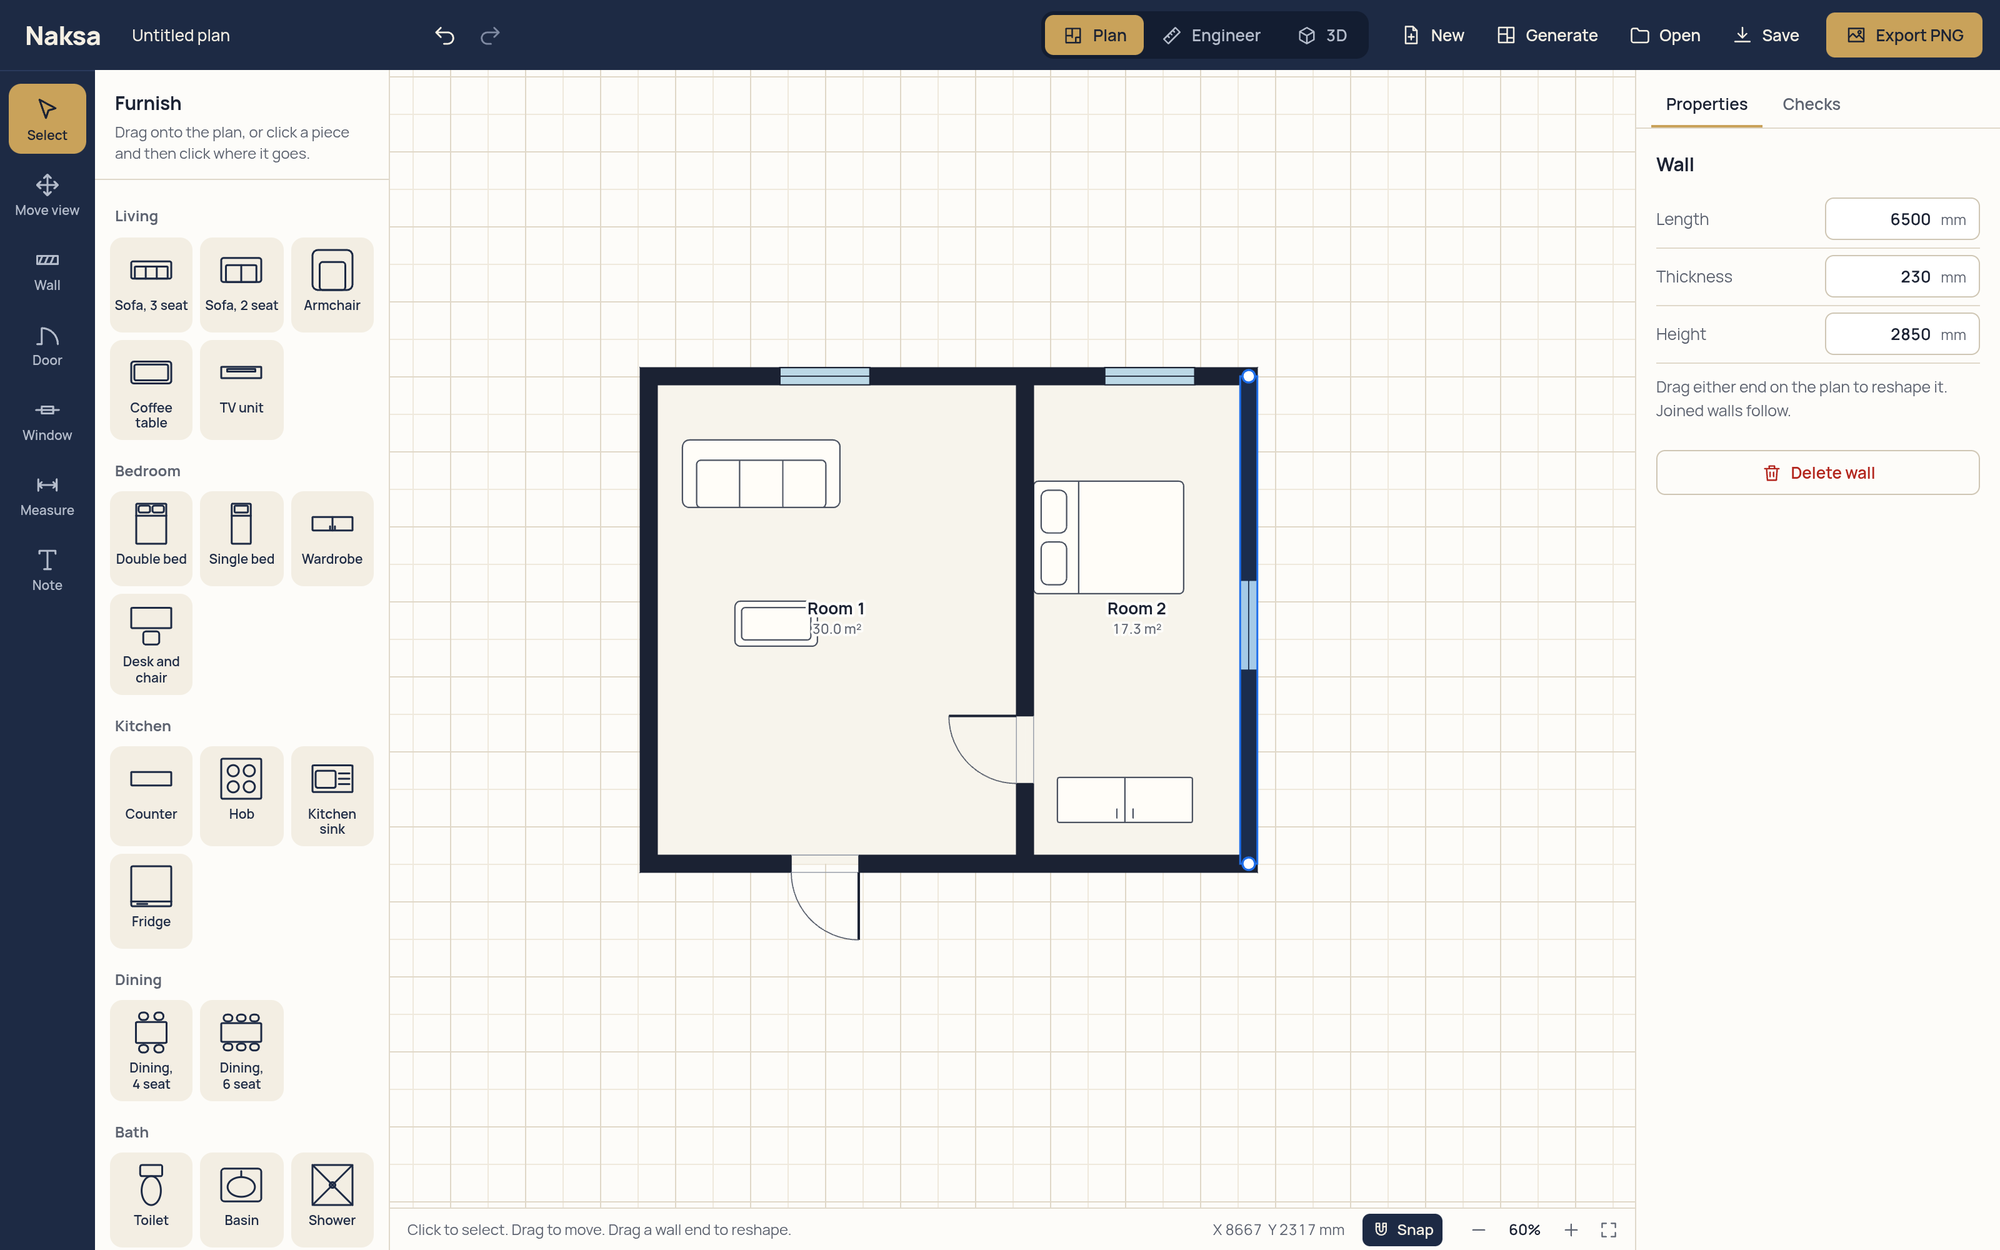 Naksa
Untitled plan
Plan
Engineer
3D
New
Generate
Open
Save
Export PNG
Select
Move view
Wall
Door
Window
Measure
Note
Furnish
Drag onto the plan, or click a piece
and then click where it goes.
Living
Sofa, 3 seat
Sofa, 2 seat
Armchair
Coffee
table
TV unit
Bedroom
Double bed
Single bed
Wardrobe
Desk and
chair
Kitchen
Counter
Hob
Kitchen
sink
Fridge
Dining
Dining,
4 seat
Dining,
6 seat
Bath
Toilet
Basin
Shower
Room 1
30.0 m²
Room 2
17.3 m²
Click to select. Drag to move. Drag a wall end to reshape.
X 8667 Y 2317 mm
Snap
60%
Properties
Checks
Wall
Length
6500 mm
Thickness
230 mm
Height
2850 mm
Drag either end on the plan to reshape it.
Joined walls follow.
Delete wall